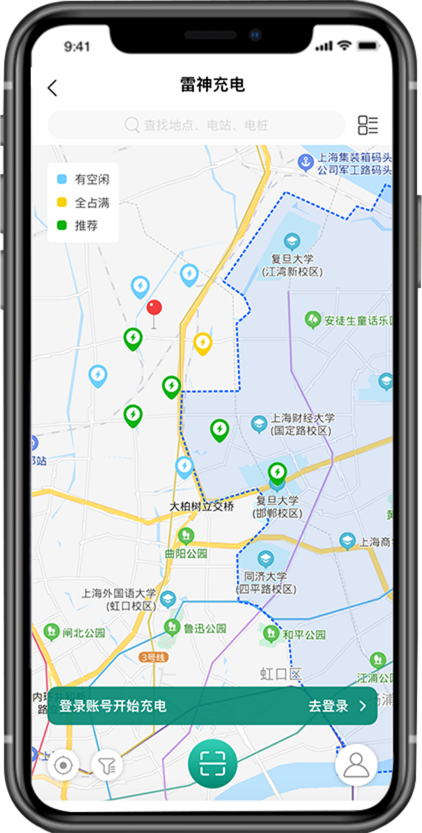 9:41
雷神充电
查找地点、电站、电桩
上海集装箱码头
公司军工路码头
有空闲
全占满
推荐
复旦大学
(江湾新校区)
安徒生童话乐
上海财经大学
(国定路校区)
大柏树立交桥
复旦大学
(邯郸校区)
上海商
曲阳公园
同济大学
(四平路校区)
上海外国语大学
(虹口校区)
闸北公园
鲁迅公园
和平公园
3号线
虹口区
江浦公园
登录账号开始充电
去登录